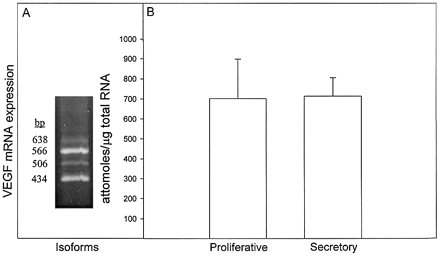 A
VEGF mRNA expression
bp
638
566
506
434
Isoforms
B
attomoles/µg total RNA
1000
900
800
700
600
500
400
300
200
100
Proliferative
Secretory